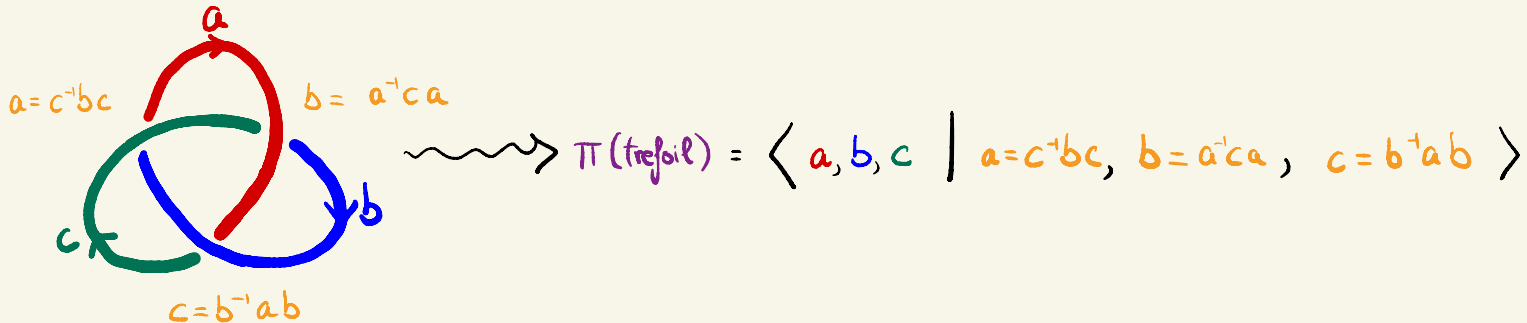 a
a = c⁻¹bc
b = a⁻¹ca
π(trefoil) = ⟨ a, b, c | a = c⁻¹bc, b = a⁻¹ca, c = b⁻¹ab ⟩
b
c
c = b⁻¹ab